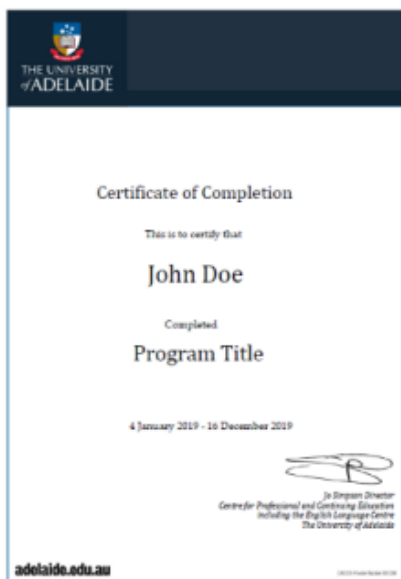 THE UNIVERSITY
of ADELAIDE
Certificate of Completion
This is to certify that
John Doe
Completed
Program Title
4 January 2019 - 16 December 2019
Jo Simpson Director
Centre for Professional and Continuing Education
including the English Language Centre
The University of Adelaide
adelaide.edu.au